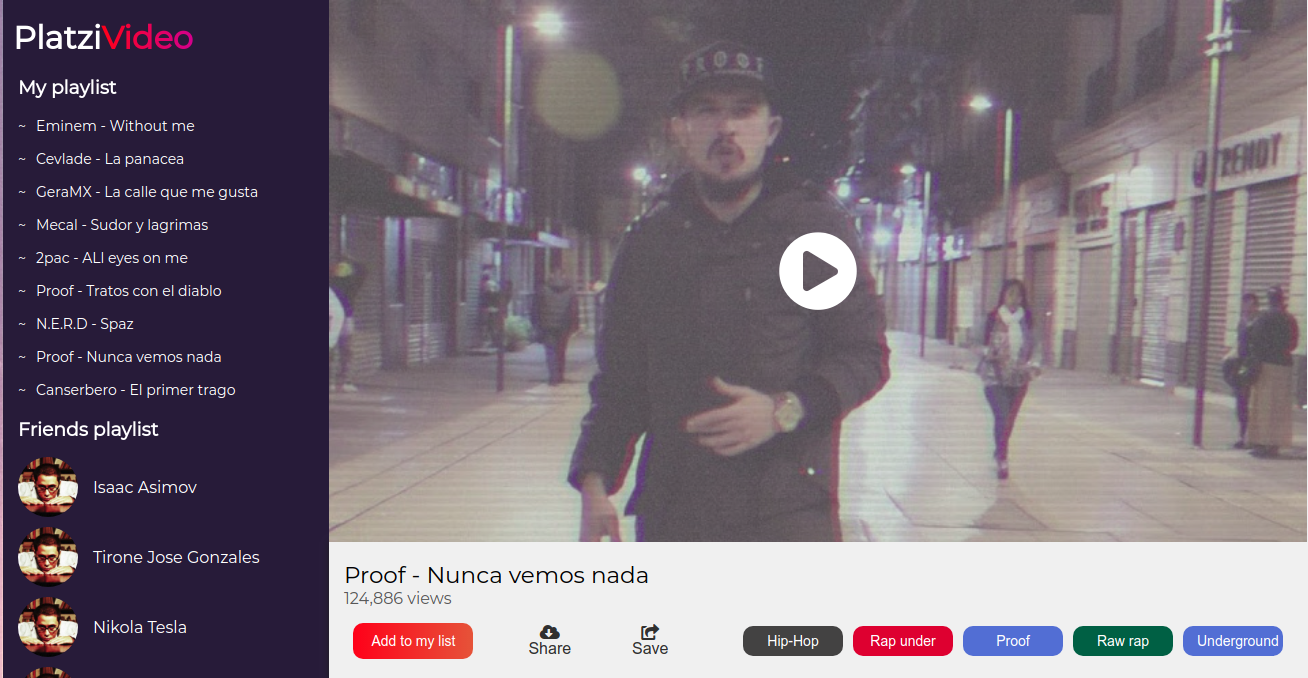 PlatziVideo
My playlist
~ Eminem - Without me
~ Cevlade - La panacea
~ GeraMX - La calle que me gusta
~ Mecal - Sudor y lagrimas
~ 2pac - ALl eyes on me
~ Proof - Tratos con el diablo
~ N.E.R.D - Spaz
~ Proof - Nunca vemos nada
~ Canserbero - El primer trago
Friends playlist
Isaac Asimov
Tirone Jose Gonzales
Nikola Tesla
PROOF
TRENDY
Proof - Nunca vemos nada
124,886 views
Add to my list
Share
Save
Hip-Hop
Rap under
Proof
Raw rap
Underground